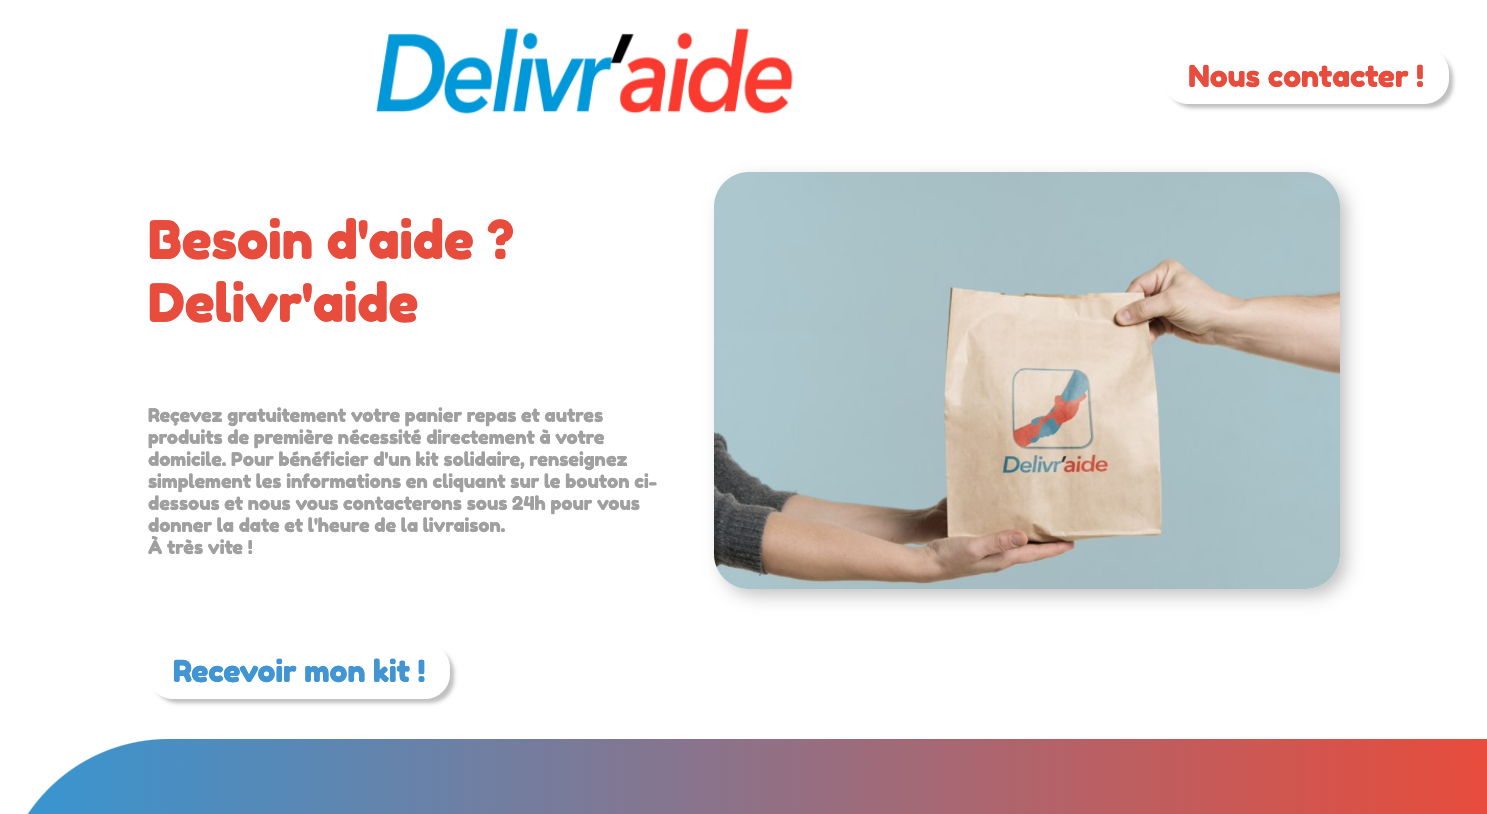 Delivr'aide
Nous contacter !
Besoin d'aide ?
Delivr'aide
Reçevez gratuitement votre panier repas et autres
produits de première nécessité directement à votre
domicile. Pour bénéficier d'un kit solidaire, renseignez
simplement les informations en cliquant sur le bouton ci-
dessous et nous vous contacterons sous 24h pour vous
donner la date et l'heure de la livraison.
À très vite !
Delivr'aide
Recevoir mon kit !